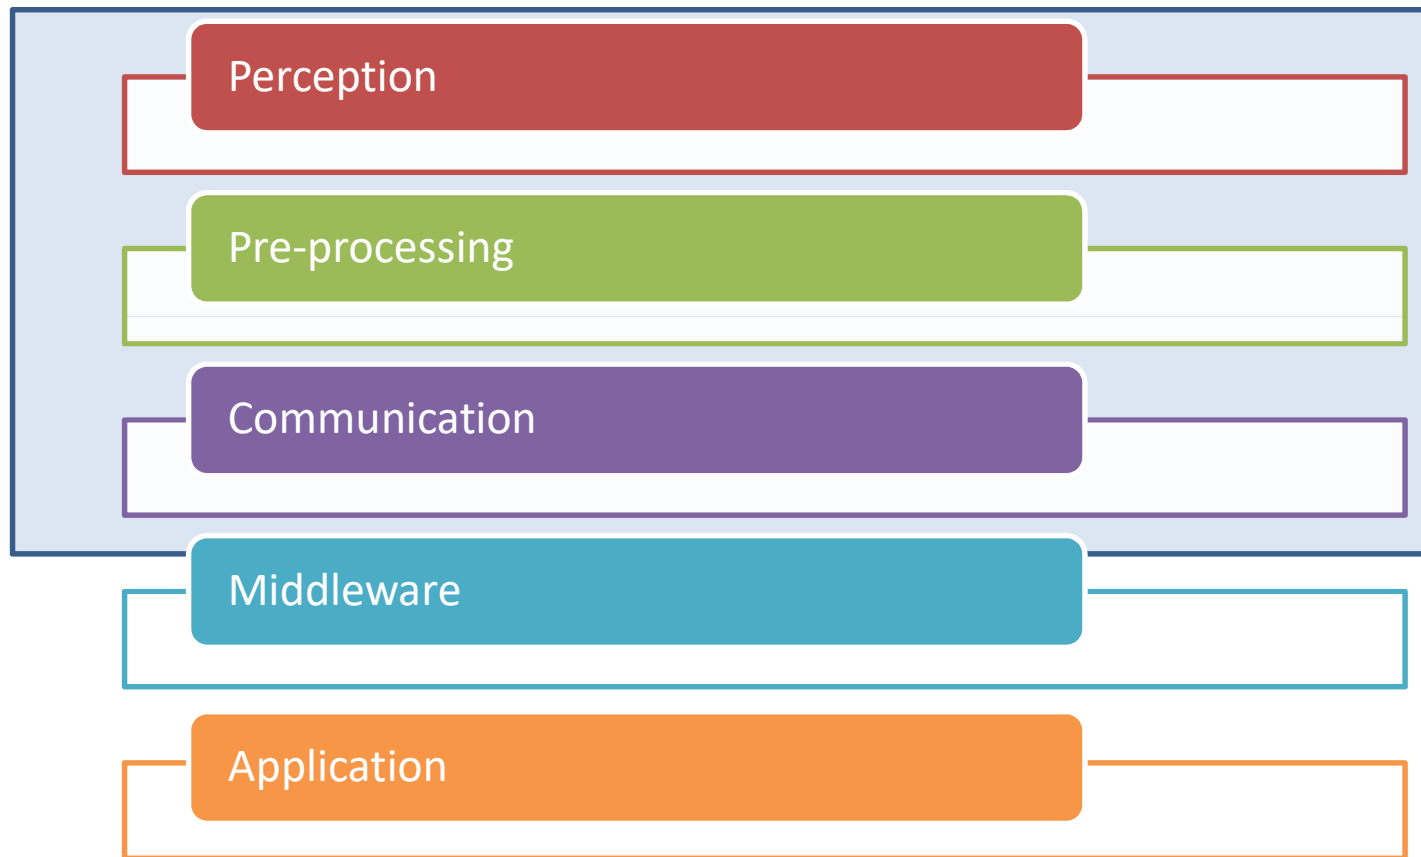 Perception
Pre-processing
Communication
Middleware
Application